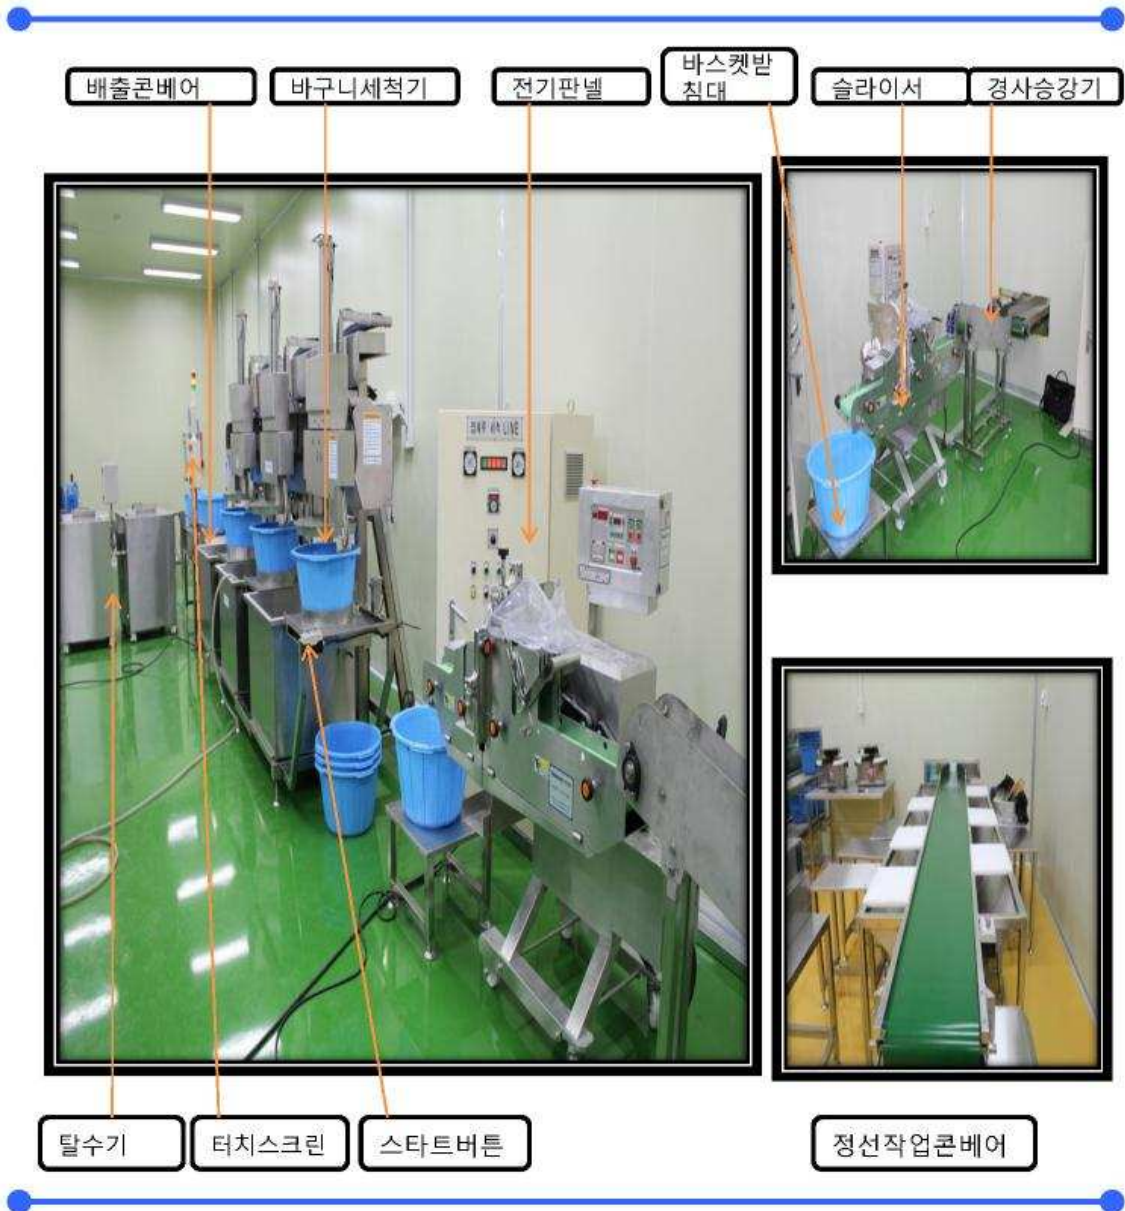 배출콘베어
바구니세척기
전기판넬
바스켓받
침대
슬라이서
경사승강기
LINE
탈수기
터치스크린
스타트버튼
정선작업콘베어